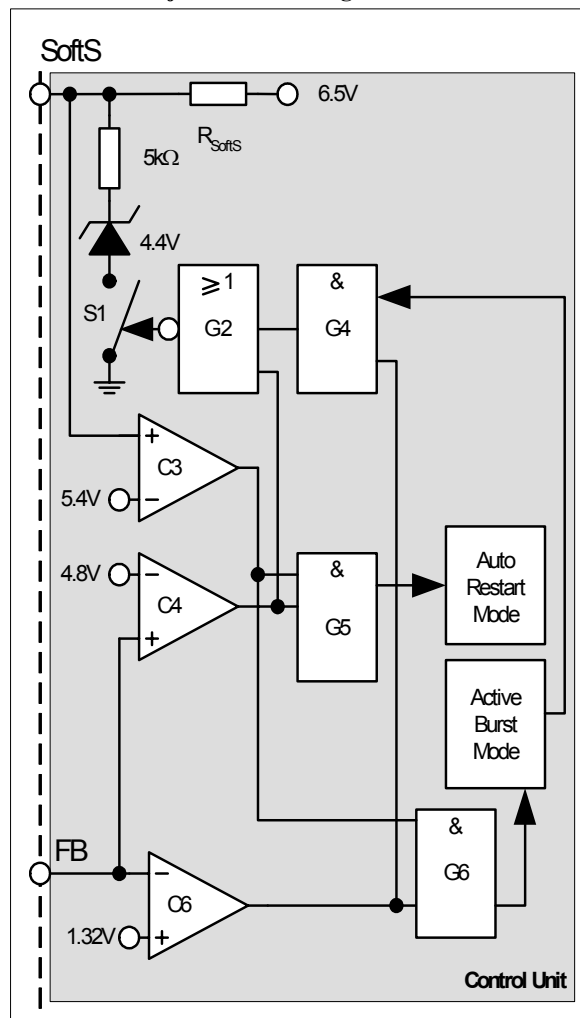 SoftS
6.5V
R_SoftS
5kΩ
4.4V
S1
≥1
G2
&
G4
+
C3
5.4V
−
4.8V
−
C4
+
&
G5
Auto
Restart
Mode
Active
Burst
Mode
FB
&
G6
−
C6
1.32V
+
Control Unit